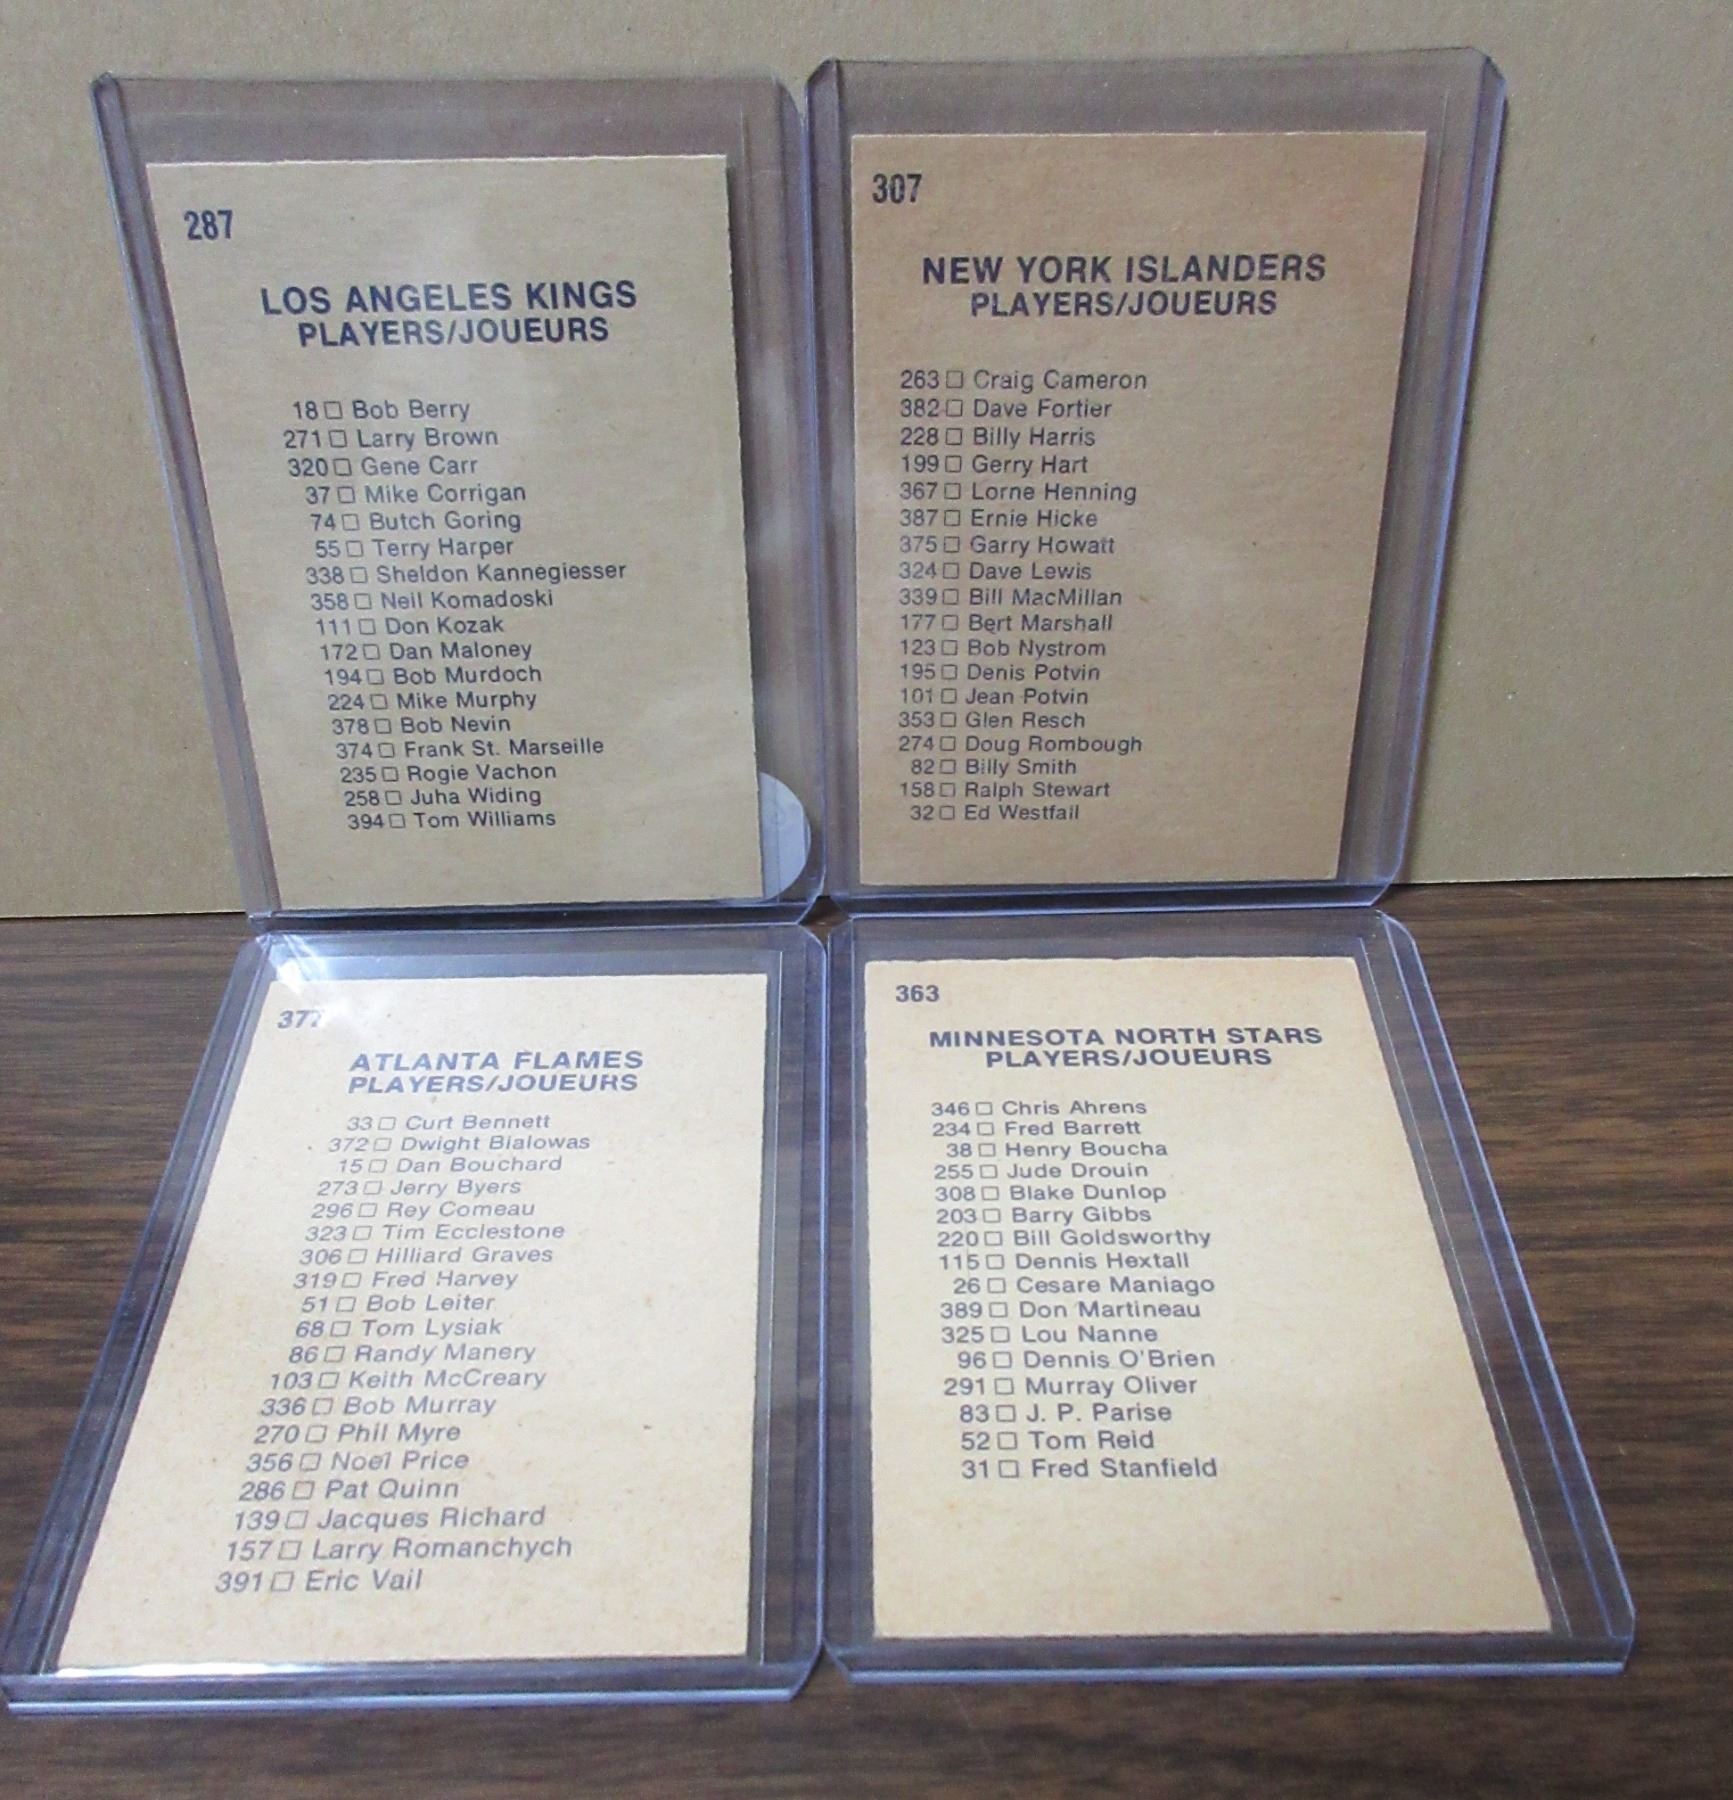 287
LOS ANGELES KINGS
PLAYERS/JOUEURS
18 □ Bob Berry
271 □ Larry Brown
320 □ Gene Carr
37 □ Mike Corrigan
74 □ Butch Goring
55 □ Terry Harper
338 □ Sheldon Kannegiesser
358 □ Neil Komadoski
111 □ Don Kozak
172 □ Dan Maloney
194 □ Bob Murdoch
224 □ Mike Murphy
378 □ Bob Nevin
374 □ Frank St. Marseille
235 □ Rogie Vachon
258 □ Juha Widing
394 □ Tom Williams
307
NEW YORK ISLANDERS
PLAYERS/JOUEURS
263 □ Craig Cameron
382 □ Dave Fortier
228 □ Billy Harris
199 □ Gerry Hart
367 □ Lorne Henning
387 □ Ernie Hicke
375 □ Garry Howatt
324 □ Dave Lewis
339 □ Bill MacMillan
177 □ Bert Marshall
123 □ Bob Nystrom
195 □ Denis Potvin
101 □ Jean Potvin
353 □ Glen Resch
274 □ Doug Rombough
82 □ Billy Smith
158 □ Ralph Stewart
32 □ Ed Westfall
377
ATLANTA FLAMES
PLAYERS/JOUEURS
33 □ Curt Bennett
372 □ Dwight Bialowas
15 □ Dan Bouchard
273 □ Jerry Byers
296 □ Rey Comeau
323 □ Tim Ecclestone
306 □ Hilliard Graves
319 □ Fred Harvey
51 □ Bob Leiter
68 □ Tom Lysiak
86 □ Randy Manery
103 □ Keith McCreary
336 □ Bob Murray
270 □ Phil Myre
356 □ Noel Price
286 □ Pat Quinn
139 □ Jacques Richard
157 □ Larry Romanchych
391 □ Eric Vail
363
MINNESOTA NORTH STARS
PLAYERS/JOUEURS
346 □ Chris Ahrens
234 □ Fred Barrett
38 □ Henry Boucha
255 □ Jude Drouin
308 □ Blake Dunlop
203 □ Barry Gibbs
220 □ Bill Goldsworthy
115 □ Dennis Hextall
26 □ Cesare Maniago
389 □ Don Martineau
325 □ Lou Nanne
96 □ Dennis O'Brien
291 □ Murray Oliver
83 □ J. P. Parise
52 □ Tom Reid
31 □ Fred Stanfield